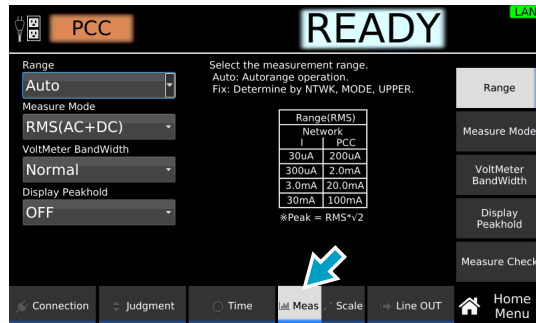 PCC
READY
LAN
Range
Auto
Measure Mode
RMS(AC+DC)
VoltMeter BandWidth
Normal
Display Peakhold
OFF
Select the measurement range.
Auto: Autorange operation.
Fix: Determine by NTWK, MODE, UPPER.
Range(RMS)
Network
I PCC
30uA 200uA
300uA 2.0mA
3.0mA 20.0mA
30mA 100mA
※Peak = RMS*√2
Range
Measure Mode
VoltMeter
BandWidth
Display
Peakhold
Measure Check
Connection
Judgment
Time
Meas
Scale
Line OUT
Home
Menu